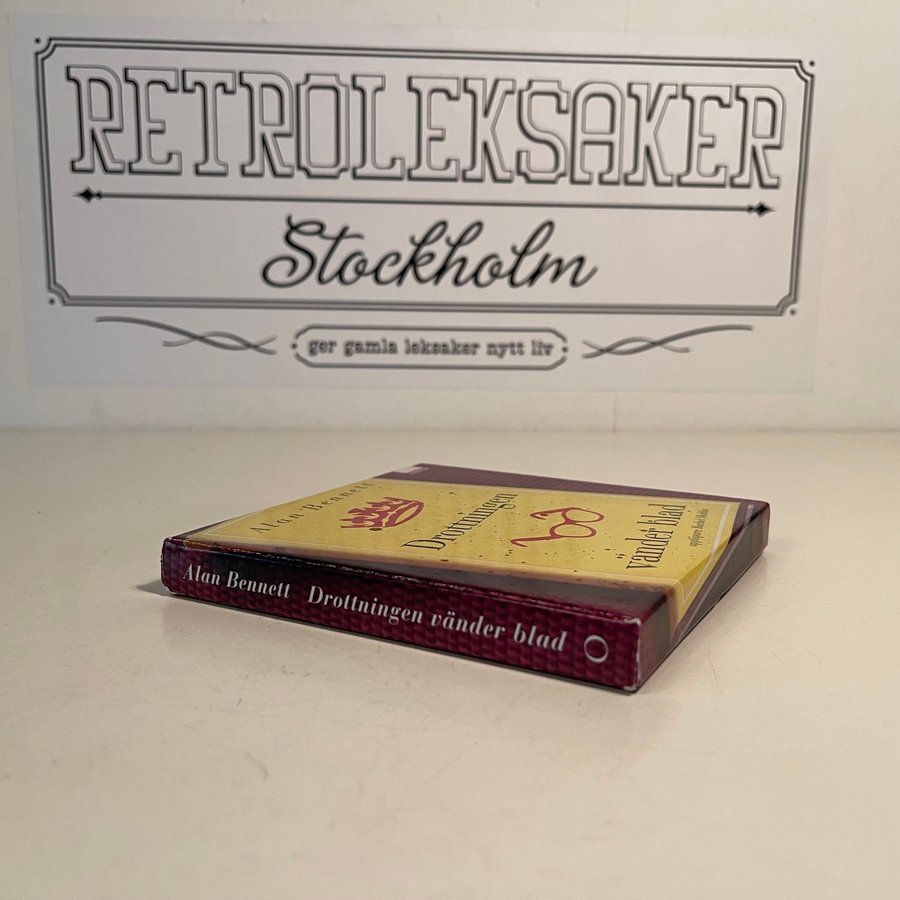 RETROLEKSAKER
Stockholm
ger gamla leksaker nytt liv
Alan Bennett
Drottningen
vänder blad
Alan Bennett Drottningen vänder blad